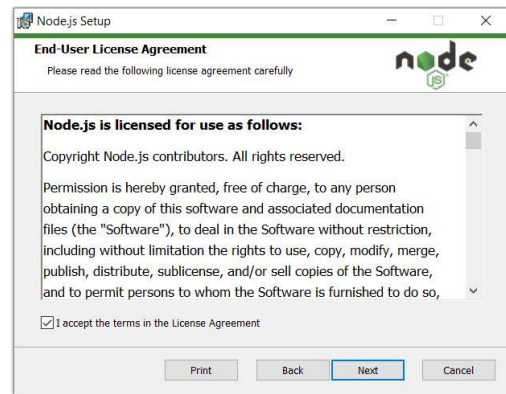 Node.js Setup
End-User License Agreement
Please read the following license agreement carefully
node
JS
Node.js is licensed for use as follows:
Copyright Node.js contributors. All rights reserved.
Permission is hereby granted, free of charge, to any person
obtaining a copy of this software and associated documentation
files (the "Software"), to deal in the Software without restriction,
including without limitation the rights to use, copy, modify, merge,
publish, distribute, sublicense, and/or sell copies of the Software,
and to permit persons to whom the Software is furnished to do so,
I accept the terms in the License Agreement
Print Back Next Cancel